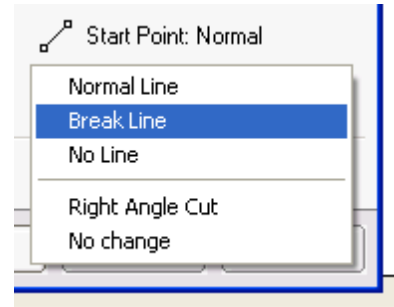 Start Point: Normal
Normal Line
Break Line
No Line
Right Angle Cut
No change